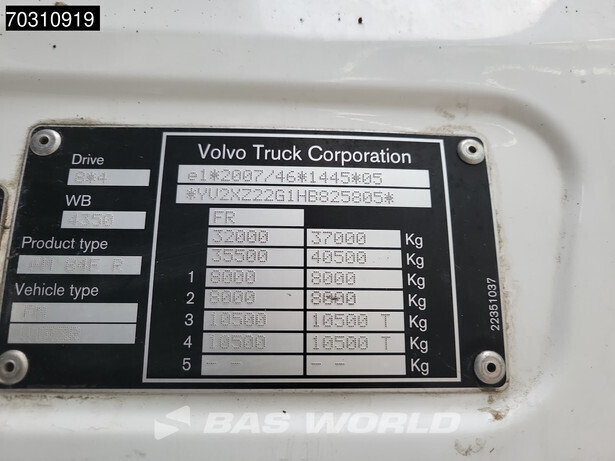 70310919
Drive
8*4
WB
4350
Product type
Vehicle type
Volvo Truck Corporation
e1*2007/46*1445*05
*YV2XZ22G1HB825805*
FR
32000 37000 Kg
35500 40500 Kg
1 8000 8000 Kg
2 8000 8000 Kg
3 10500 10500 T Kg
4 10500 10500 T Kg
5 -- -- Kg
22351037
BAS WORLD